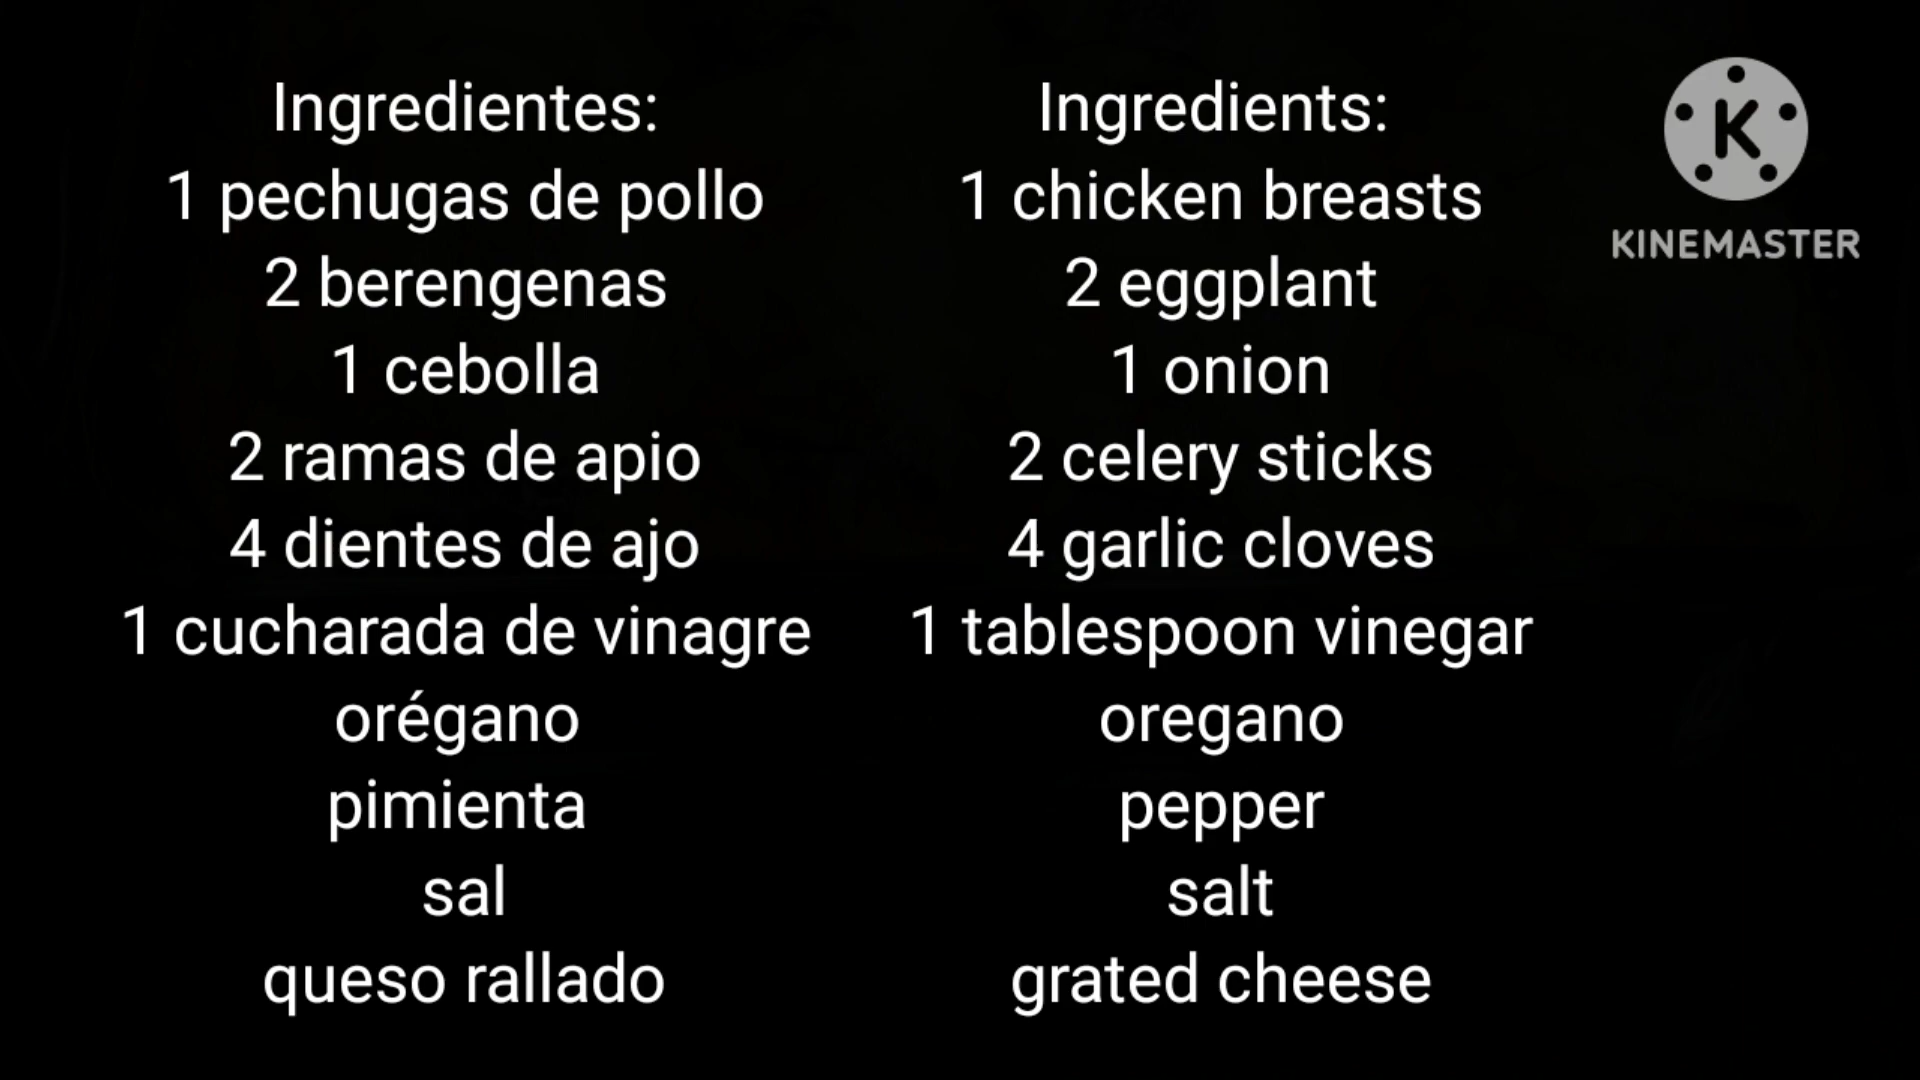 Ingredientes:
1 pechugas de pollo
2 berengenas
1 cebolla
2 ramas de apio
4 dientes de ajo
1 cucharada de vinagre
orégano
pimienta
sal
queso rallado
Ingredients:
1 chicken breasts
2 eggplant
1 onion
2 celery sticks
4 garlic cloves
1 tablespoon vinegar
oregano
pepper
salt
grated cheese
K
KINEMASTER